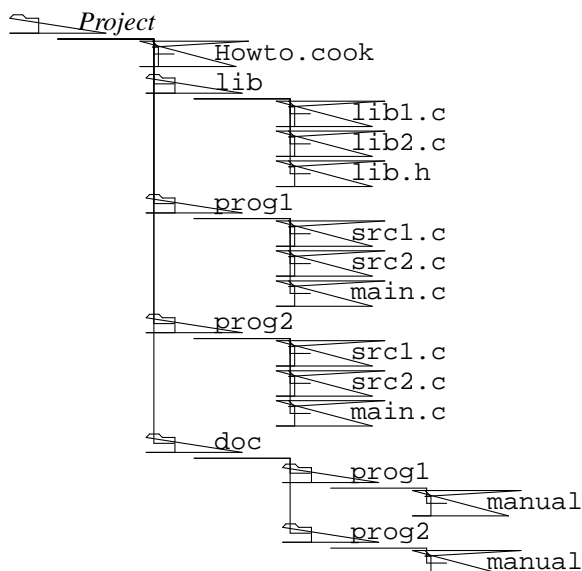 Project
Howto.cook
lib
lib1.c
lib2.c
lib.h
prog1
src1.c
src2.c
main.c
prog2
src1.c
src2.c
main.c
doc
prog1
manual
prog2
manual